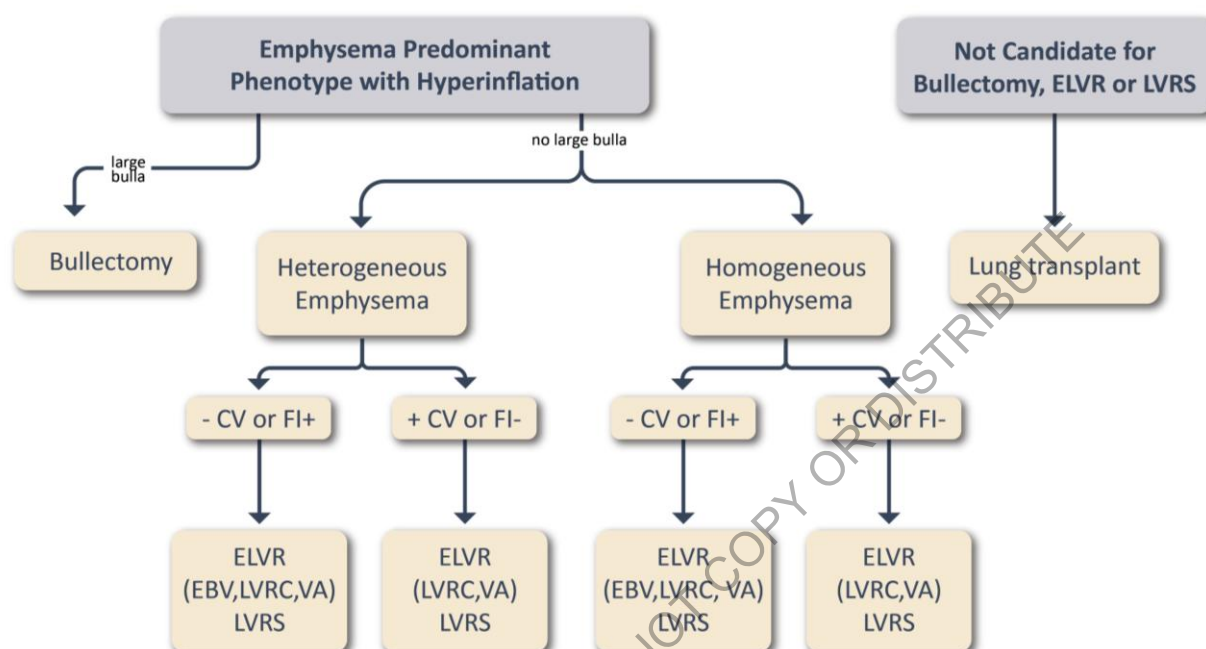 Emphysema Predominant
Phenotype with Hyperinflation
Not Candidate for
Bullectomy, ELVR or LVRS
large
bulla
no large bulla
Bullectomy
Heterogeneous
Emphysema
Homogeneous
Emphysema
Lung transplant
- CV or FI+
+ CV or FI-
- CV or FI+
+ CV or FI-
ELVR
(EBV,LVRC,VA)
LVRS
ELVR
(LVRC,VA)
LVRS
ELVR
(EBV,LVRC, VA)
LVRS
ELVR
(LVRC,VA)
LVRS
NOT COPY OR DISTRIBUTE